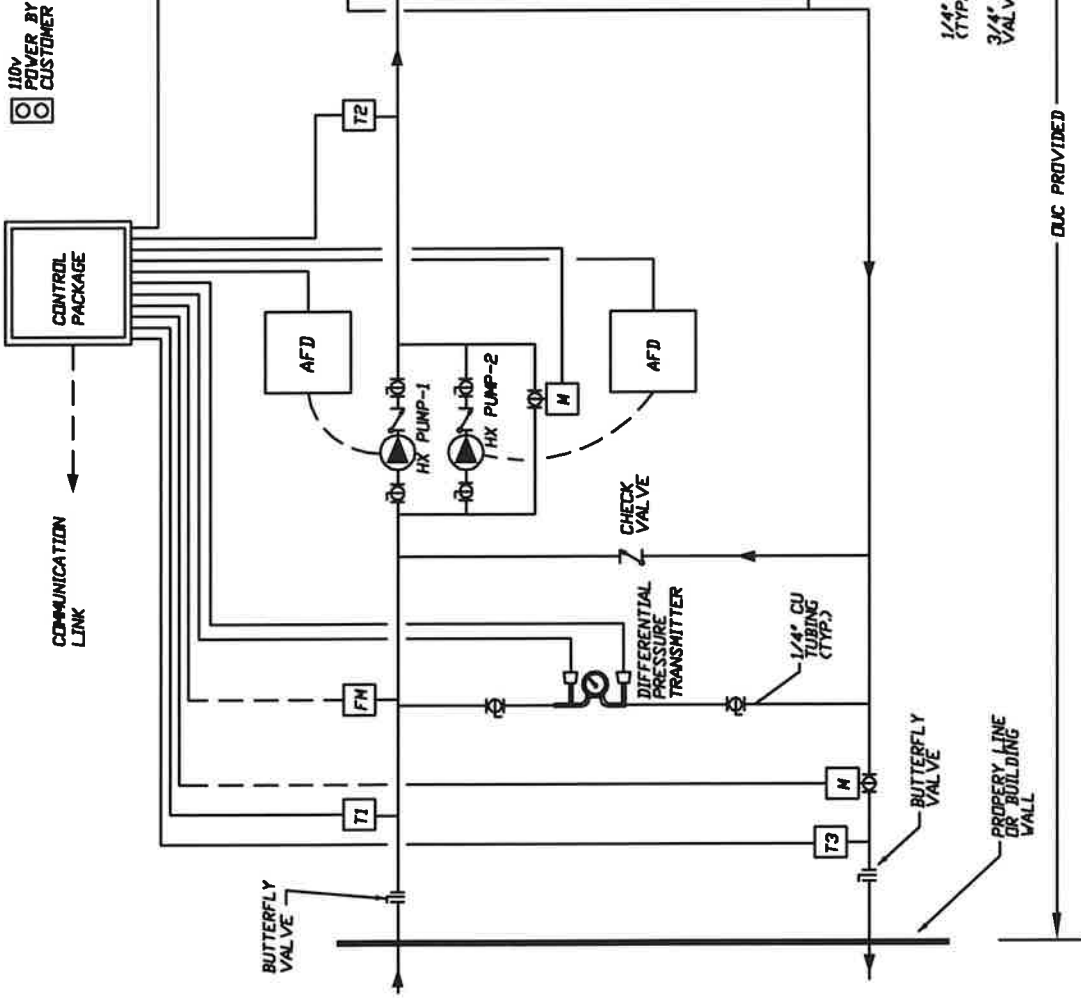 110v
POWER BY
CUSTOMER
CONTROL
PACKAGE
COMMUNICATION
LINK
T2
AFD
HX PUMP-1
HX PUMP-2
M
AFD
CHECK
VALVE
DIFFERENTIAL
PRESSURE
TRANSMITTER
1/4" CU
TUBING
(TYP.)
FM
T1
M
T3
BUTTERFLY
VALVE
BUTTERFLY
VALVE
PROPERY LINE
OR BUILDING
WALL
1/4"
(TYP.
3/4"
VALV
OUC PROVIDED